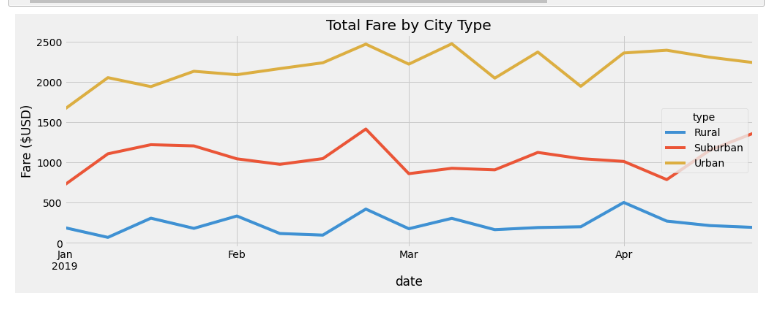 Total Fare by City Type
Fare ($USD)
2500
2000
1500
1000
500
0
type
Rural
Suburban
Urban
Jan
2019
Feb
Mar
Apr
date